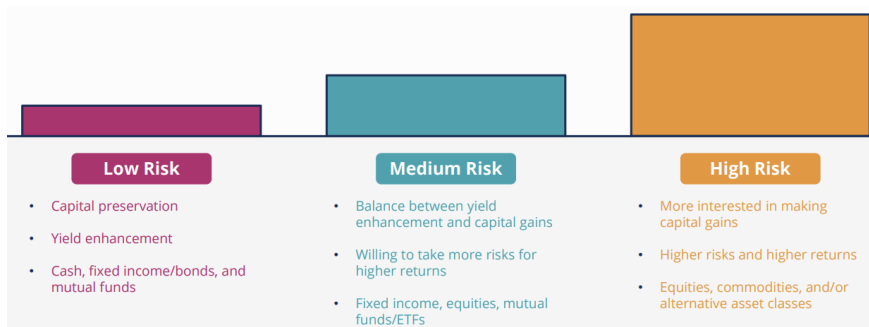 Low Risk
• Capital preservation
• Yield enhancement
• Cash, fixed income/bonds, and
mutual funds
Medium Risk
• Balance between yield
enhancement and capital gains
• Willing to take more risks for
higher returns
• Fixed income, equities, mutual
funds/ETFs
High Risk
• More interested in making
capital gains
• Higher risks and higher returns
• Equities, commodities, and/or
alternative asset classes